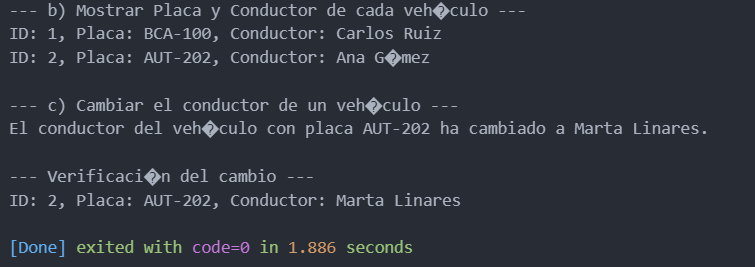 --- b) Mostrar Placa y Conductor de cada veh�culo ---
ID: 1, Placa: BCA-100, Conductor: Carlos Ruiz
ID: 2, Placa: AUT-202, Conductor: Ana G�mez
--- c) Cambiar el conductor de un veh�culo ---
El conductor del veh�culo con placa AUT-202 ha cambiado a Marta Linares.
--- Verificaci�n del cambio ---
ID: 2, Placa: AUT-202, Conductor: Marta Linares
[Done] exited with code=0 in 1.886 seconds